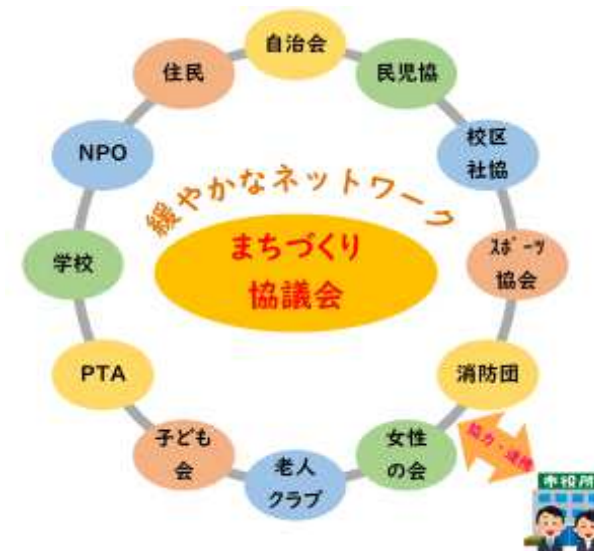 自治会
民児協
校区
社協
スポーツ
協会
消防団
女性
の会
老人
クラブ
子ども
会
PTA
学校
NPO
住民
緩やかなネットワーク
まちづくり
協議会
協力・連携
市役所